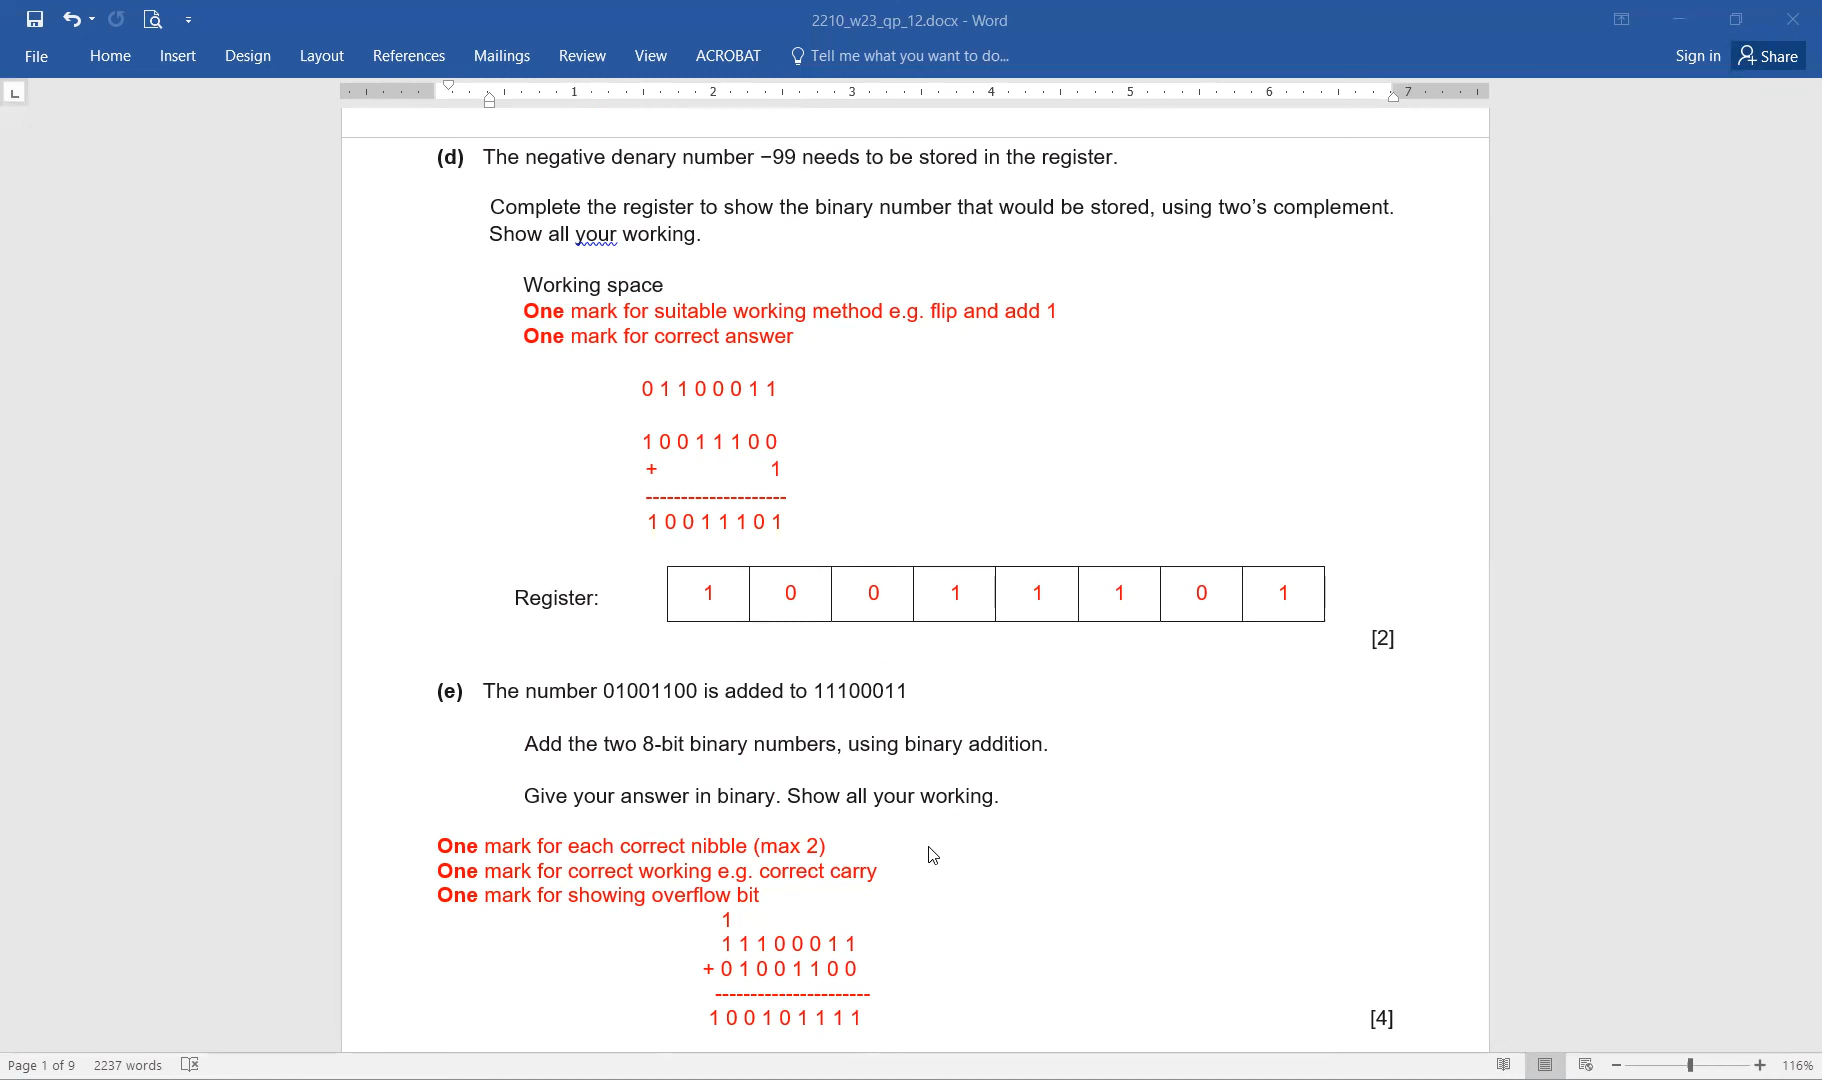 2210_w23_qp_12.docx - Word
File Home Insert Design Layout References Mailings Review View ACROBAT Tell me what you want to do... Sign in Share
L 1 2 3 4 5 6 7
(d) The negative denary number −99 needs to be stored in the register.
Complete the register to show the binary number that would be stored, using two’s complement.
Show all your working.
Working space
One mark for suitable working method e.g. flip and add 1
One mark for correct answer
0 1 1 0 0 0 1 1
1 0 0 1 1 1 0 0
+ 1
---------------------
1 0 0 1 1 1 0 1
Register: 1 0 0 1 1 1 0 1
[2]
(e) The number 01001100 is added to 11100011
Add the two 8-bit binary numbers, using binary addition.
Give your answer in binary. Show all your working.
One mark for each correct nibble (max 2)
One mark for correct working e.g. correct carry
One mark for showing overflow bit
1
1 1 1 0 0 0 1 1
+ 0 1 0 0 1 1 0 0
-----------------------
1 0 0 1 0 1 1 1 1 [4]
Page 1 of 9 2237 words 116%